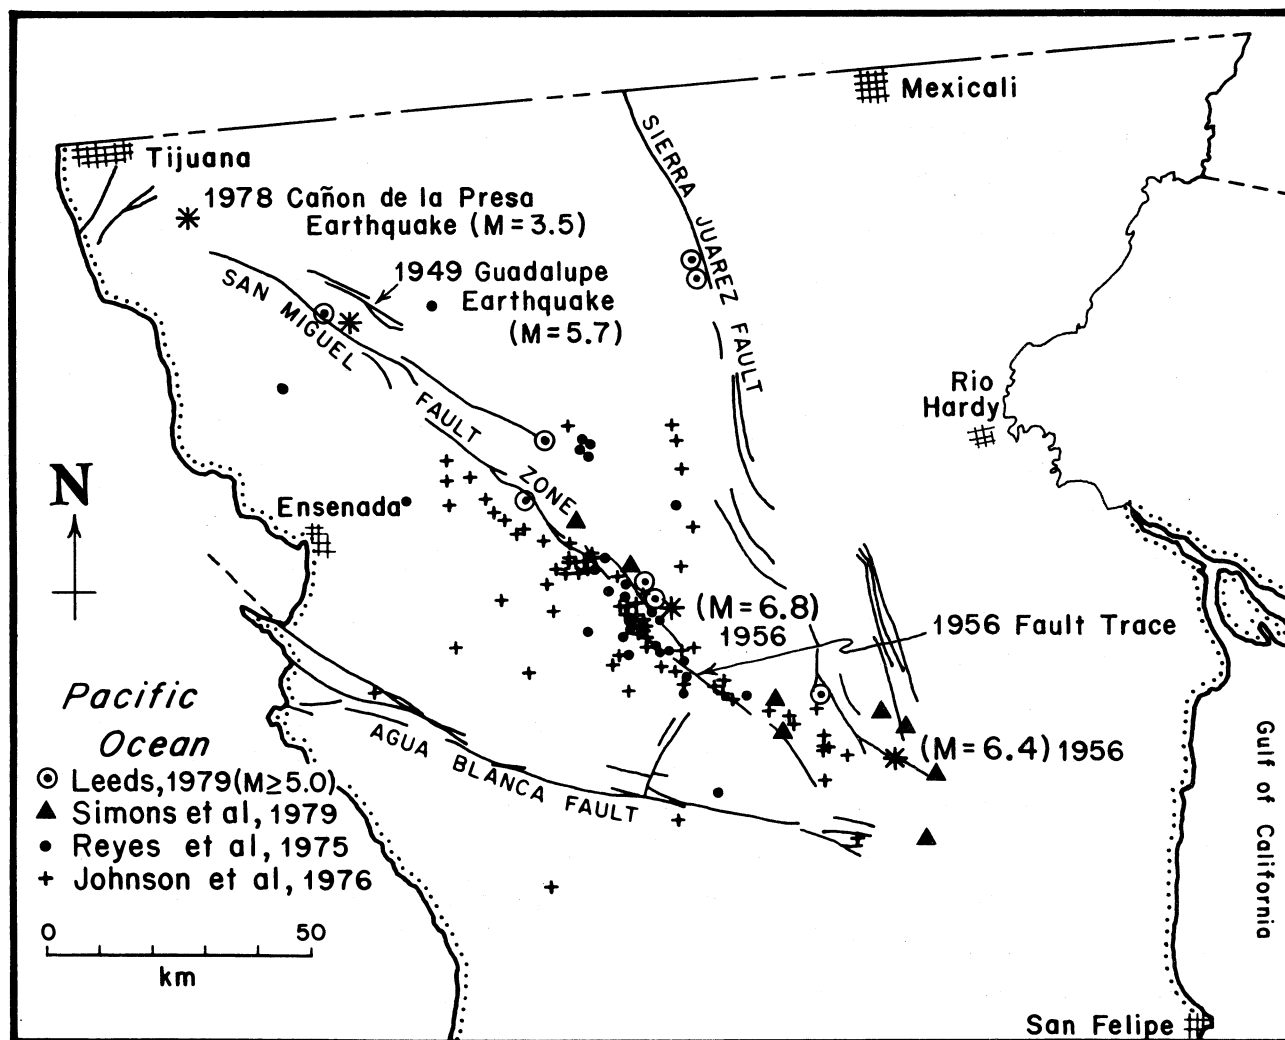 Mexicali
Tijuana
SIERRA JUAREZ FAULT
1978 Cañon de la Presa
Earthquake (M=3.5)
1949 Guadalupe
Earthquake
(M=5.7)
SAN MIGUEL FAULT ZONE
Rio
Hardy
N
Ensenada
(M=6.8)
1956
1956 Fault Trace
Pacific
Ocean
AGUA BLANCA FAULT
(M=6.4) 1956
Gulf of California
Leeds, 1979 (M≥5.0)
Simons et al, 1979
Reyes et al, 1975
Johnson et al, 1976
0 50
km
San Felipe